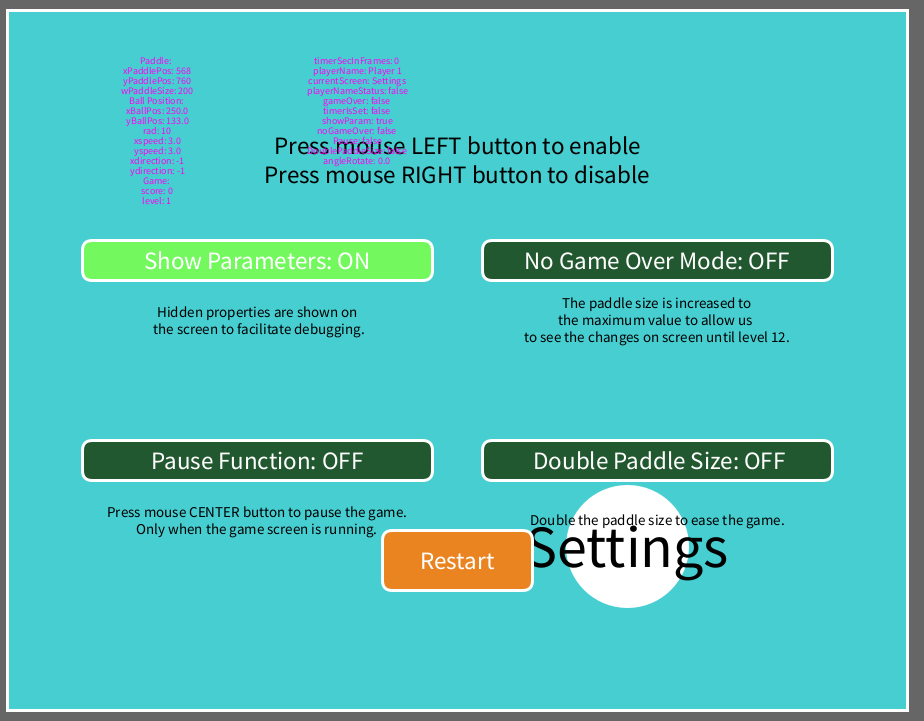 Paddle:
xPaddlePos: 568
yPaddlePos: 760
wPaddleSize: 200
Ball Position:
xBallPos: 250.0
yBallPos: 133.0
rad: 10
xspeed: 3.0
yspeed: 3.0
xdirection: -1
ydirection: -1
Game:
score: 0
level: 1
timerSecInFrames: 0
playerName: Player 1
currentScreen: Settings
playerNameStatus: false
gameOver: false
timerIsSet: false
showParam: true
noGameOver: false
angleRotate: 0.0
Press mouse LEFT button to enable
Press mouse RIGHT button to disable
Show Parameters: ON
No Game Over Mode: OFF
Hidden properties are shown on
the screen to facilitate debugging.
The paddle size is increased to
the maximum value to allow us
to see the changes on screen until level 12.
Pause Function: OFF
Double Paddle Size: OFF
Press mouse CENTER button to pause the game.
Only when the game screen is running.
Double the paddle size to ease the game.
Restart
Settings